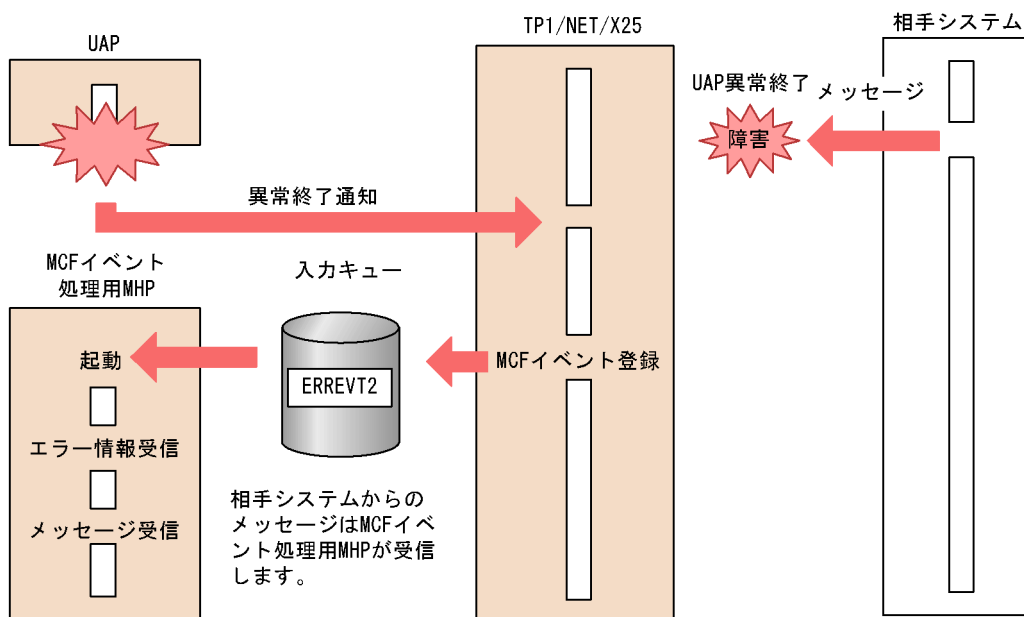 TP1/NET/X25
相手システム
UAP
UAP異常終了
メッセージ
障害
異常終了通知
MCFイベント
処理用MHP
入力キュー
起動
MCFイベント登録
ERREVT2
エラー情報受信
メッセージ受信
相手システムからの
メッセージはMCFイベ
ント処理用MHPが受信
します。